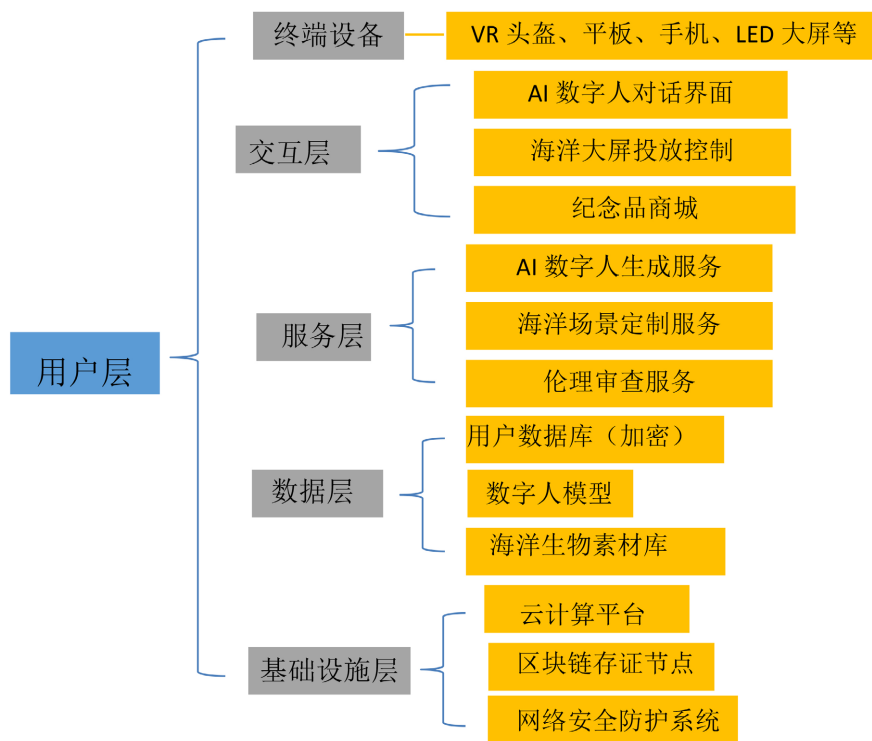 用户层
终端设备
VR 头盔、平板、手机、LED 大屏等
交互层
AI 数字人对话界面
海洋大屏投放控制
纪念品商城
服务层
AI 数字人生成服务
海洋场景定制服务
伦理审查服务
数据层
用户数据库（加密）
数字人模型
海洋生物素材库
基础设施层
云计算平台
区块链存证节点
网络安全防护系统